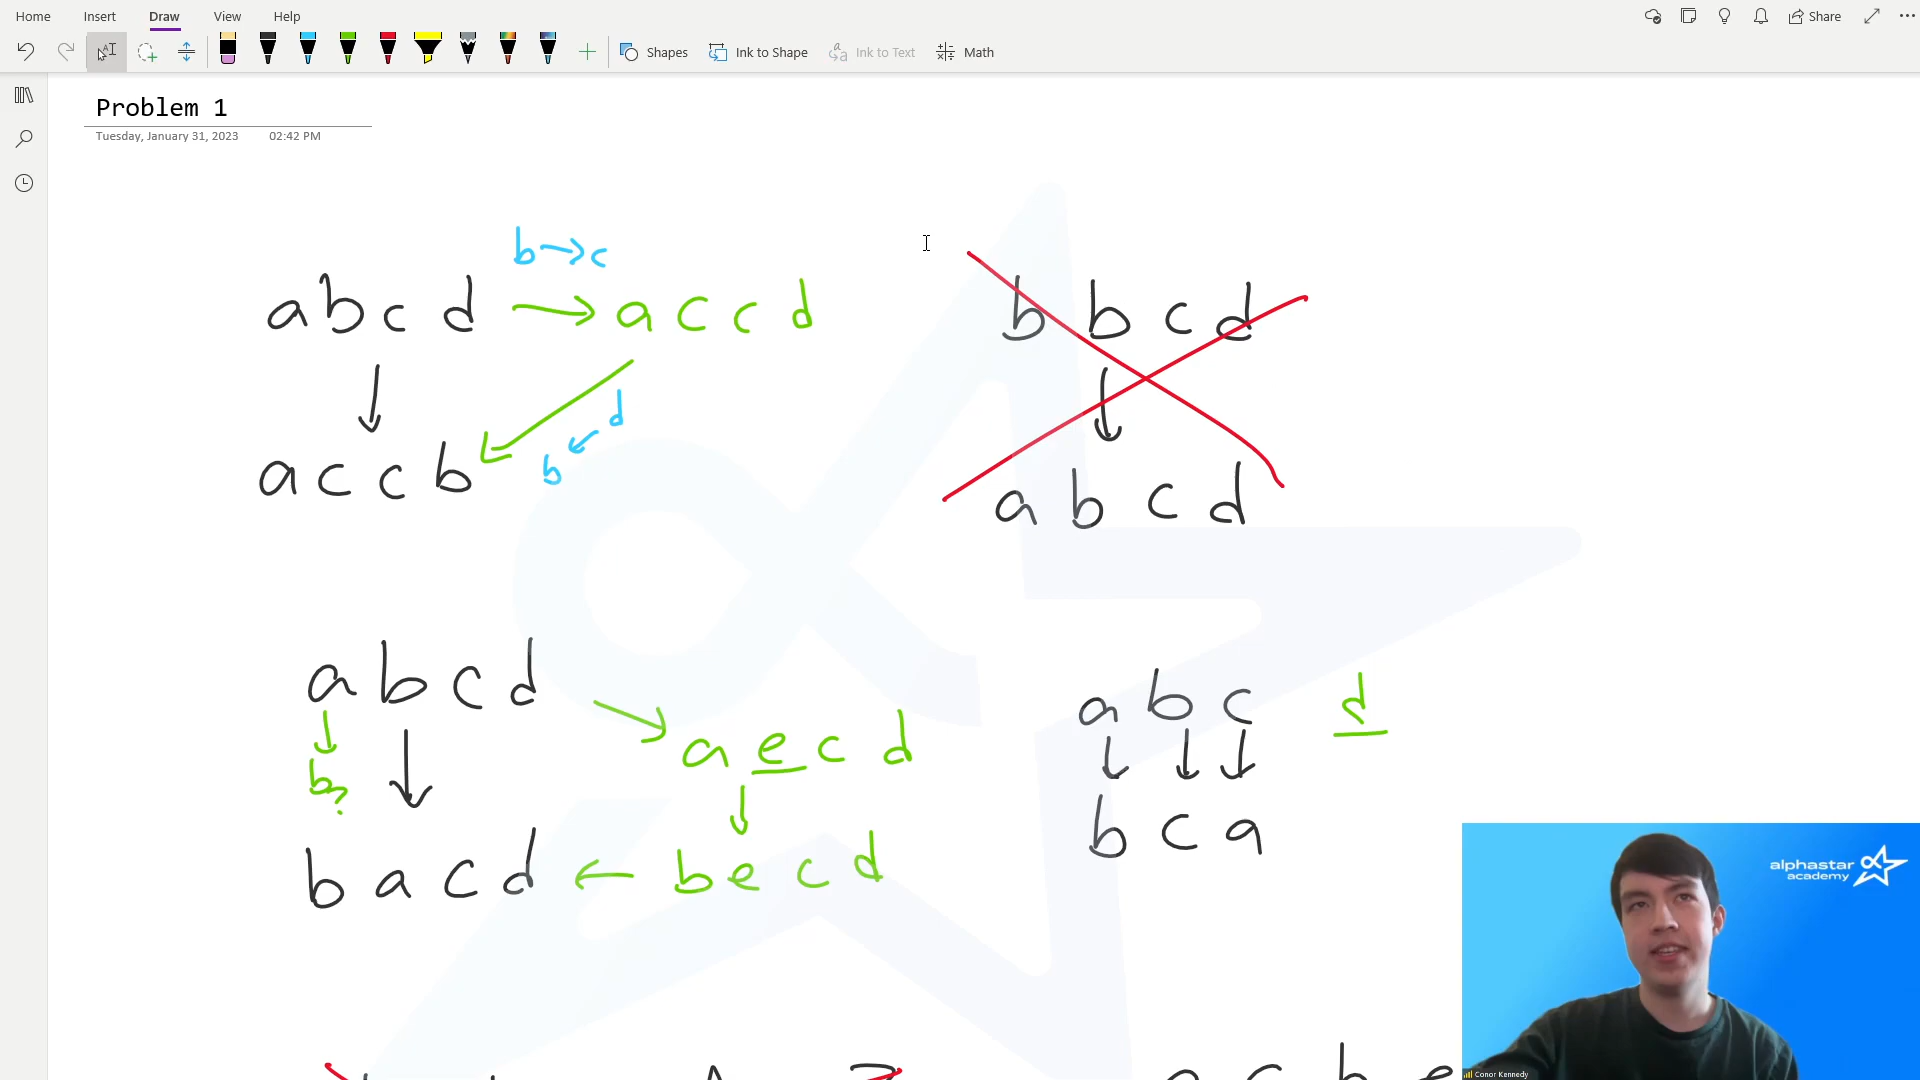 Home Insert Draw View Help
Share
Shapes Ink to Shape Ink to Text Math
Problem 1
Tuesday, January 31, 2023 02:42 PM
b → c
a b c d → a c c d
d
b
a c c b
b b c d
a b c d
a b c d
b?
a e c d
b a c d ← b e c d
a b c d
b c a
alphastar
academy
Conor Kennedy